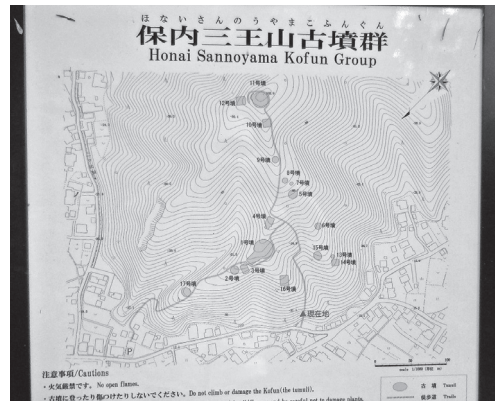 ほないさんのうやまこふんぐん
保内三王山古墳群
Honai Sannoyama Kofun Group
11号墳
12号墳
10号墳
9号墳
8号墳
7号墳
5号墳
4号墳
6号墳
1号墳
15号墳
13号墳
14号墳
2号墳
3号墳
16号墳
17号墳
現在地
P
注意事項/Cautions
・火気厳禁です。No open flames.
・古墳に登ったり傷つけたりしないでください。Do not climb or damage the Kofun(the tumuli).
古墳 Tumuli
徒歩道 Trails